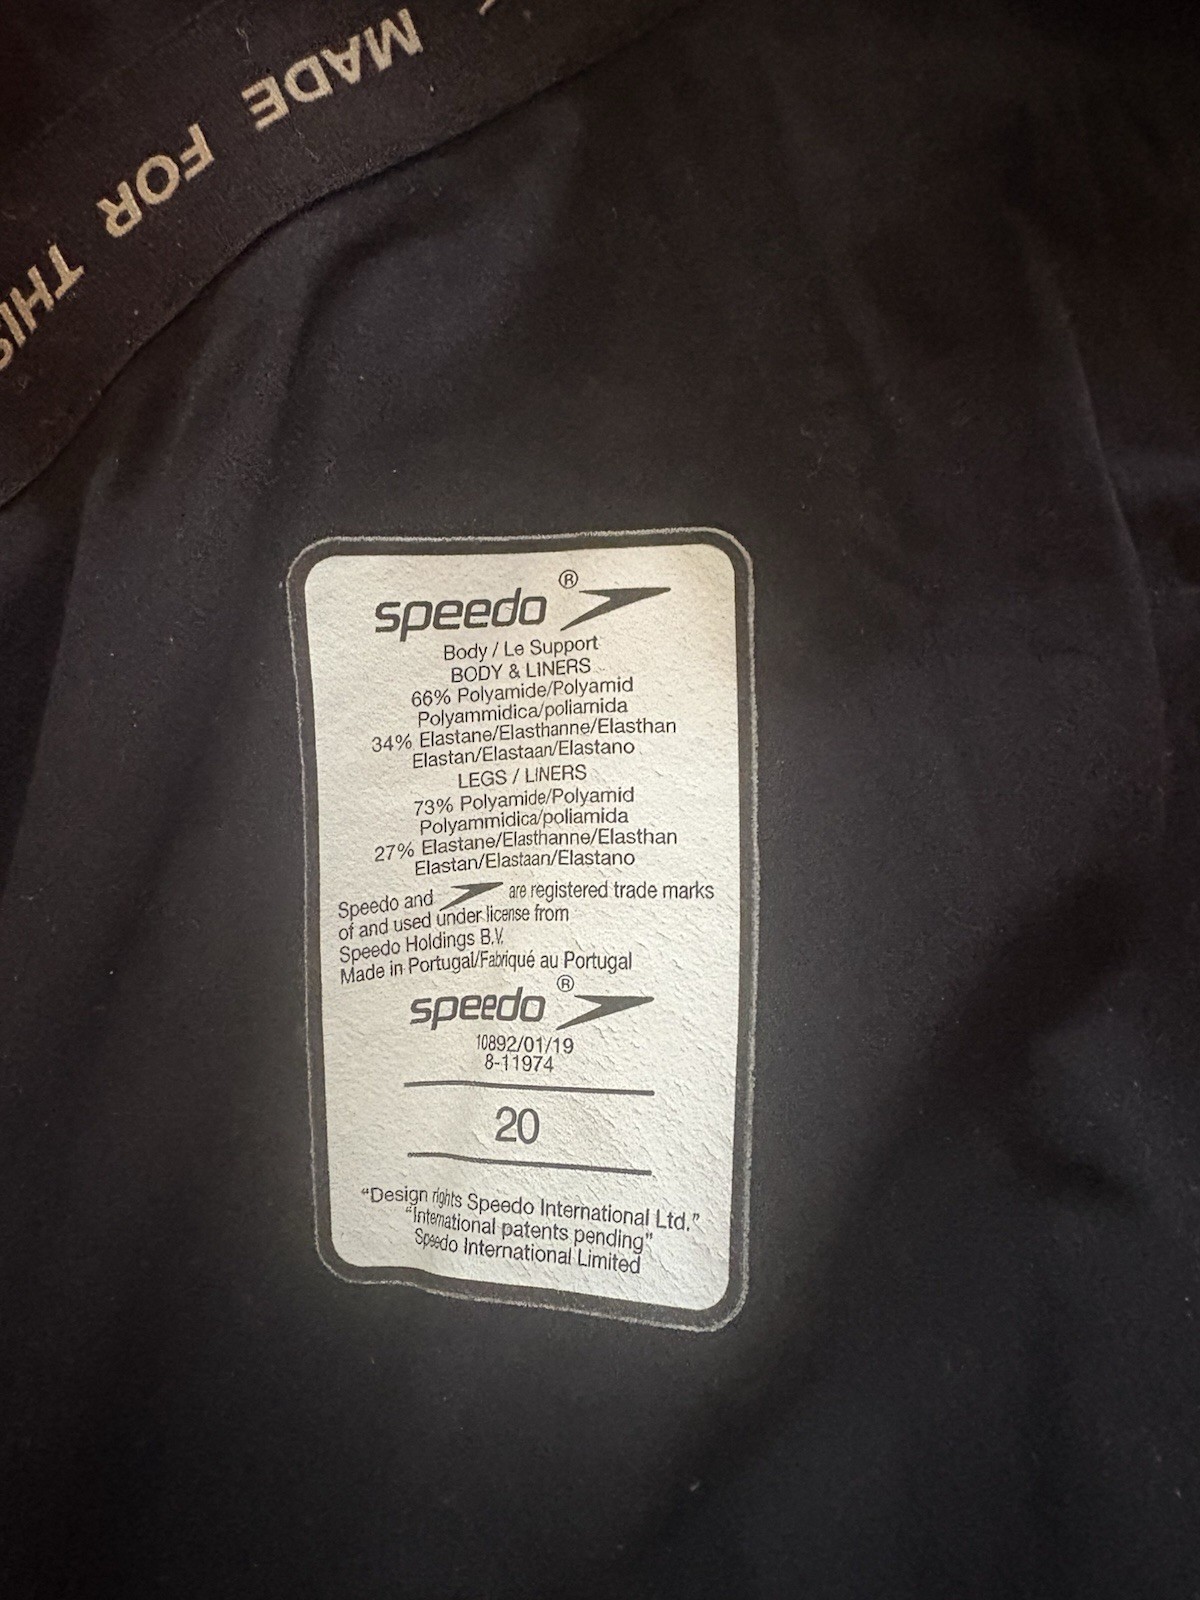 MADE FOR THIS
speedo®
Body / Le Support
BODY & LINERS
66% Polyamide/Polyamid
Polyammidica/poliamida
34% Elastane/Elasthanne/Elasthan
Elastan/Elastaan/Elastano
LEGS / LINERS
73% Polyamide/Polyamid
Polyammidica/poliamida
27% Elastane/Elasthanne/Elasthan
Elastan/Elastaan/Elastano
Speedo and are registered trade marks
of and used under license from
Speedo Holdings B.V.
Made in Portugal/Fabriqué au Portugal
speedo®
10892/01/19
8-11974
20
"Design rights Speedo International Ltd."
"International patents pending"
Speedo International Limited